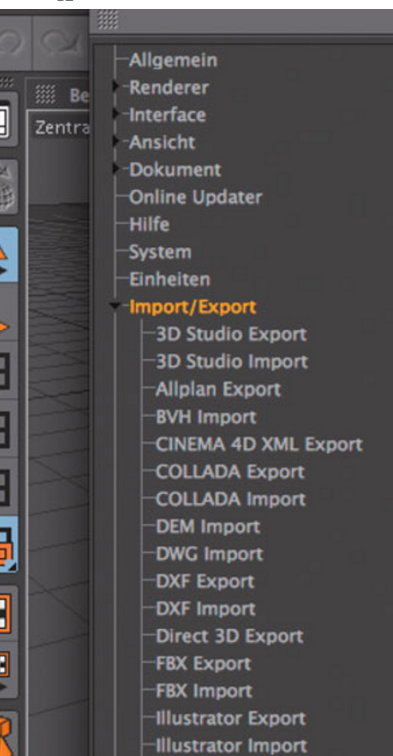 Be
Zentra
Allgemein
Renderer
Interface
Ansicht
Dokument
Online Updater
Hilfe
System
Einheiten
Import/Export
3D Studio Export
3D Studio Import
Allplan Export
BVH Import
CINEMA 4D XML Export
COLLADA Export
COLLADA Import
DEM Import
DWG Import
DXF Export
DXF Import
Direct 3D Export
FBX Export
FBX Import
Illustrator Export
Illustrator Import